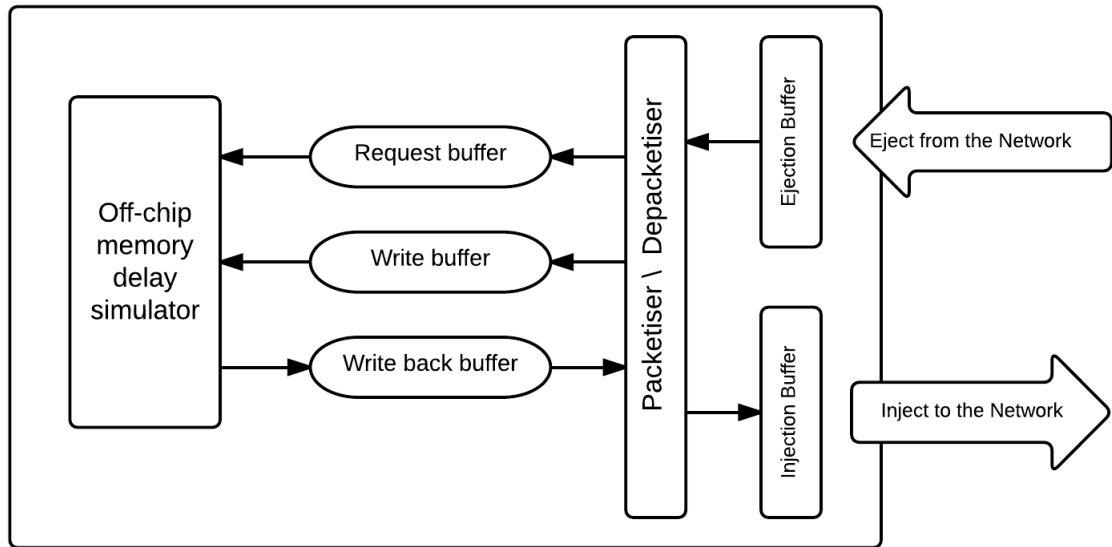 Off-chip
memory
delay
simulator
Request buffer
Write buffer
Write back buffer
Packetiser \ Depacketiser
Ejection Buffer
Injection Buffer
Eject from the Network
Inject to the Network